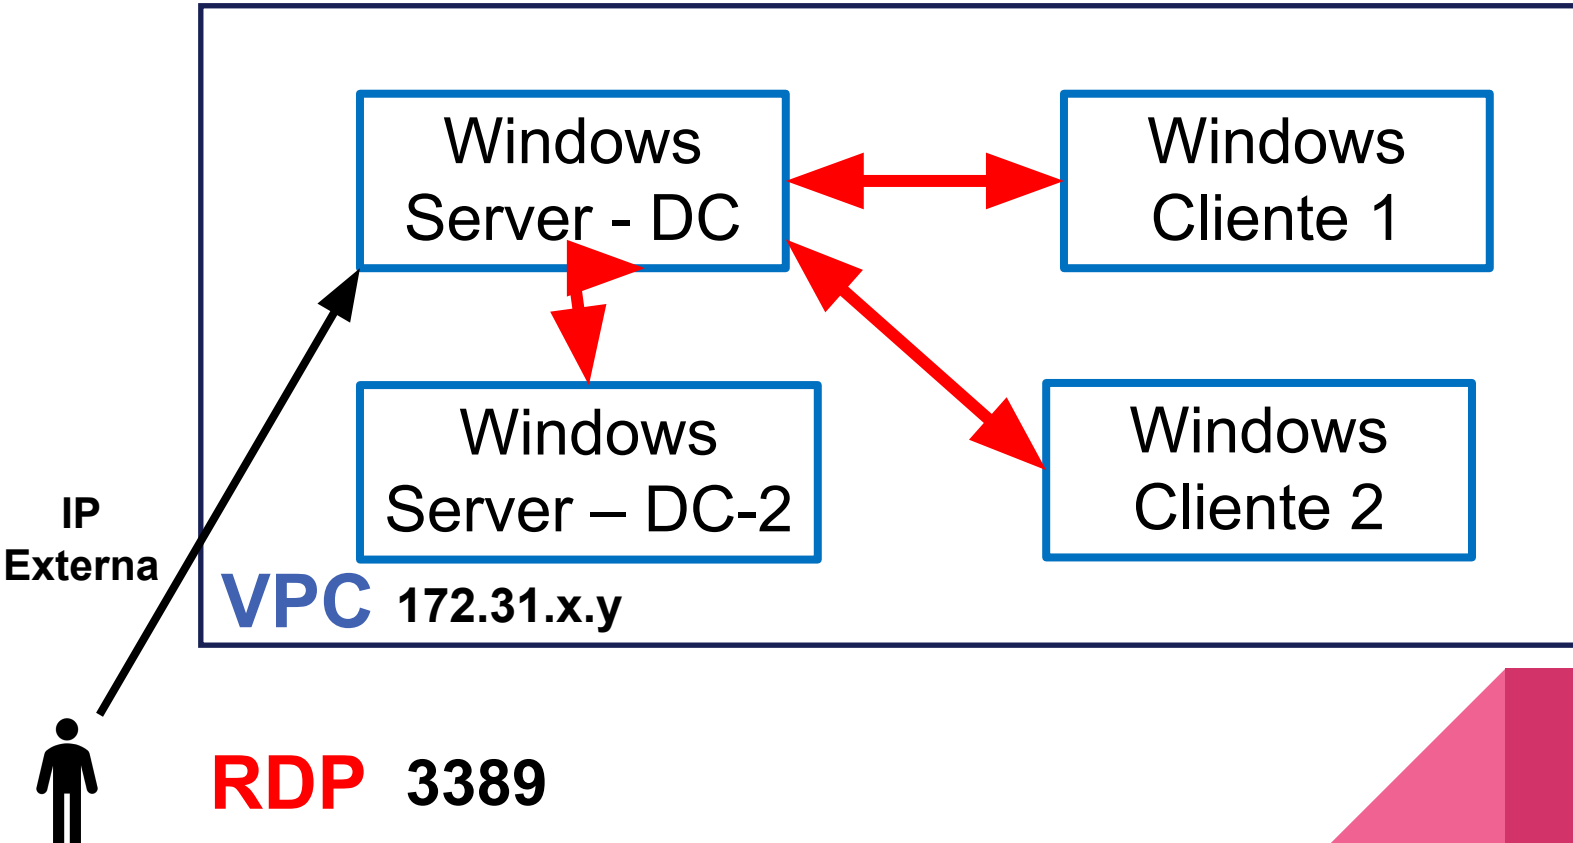 Windows
Server - DC
Windows
Cliente 1
Windows
Server – DC-2
Windows
Cliente 2
IP
Externa
VPC 172.31.x.y
RDP 3389